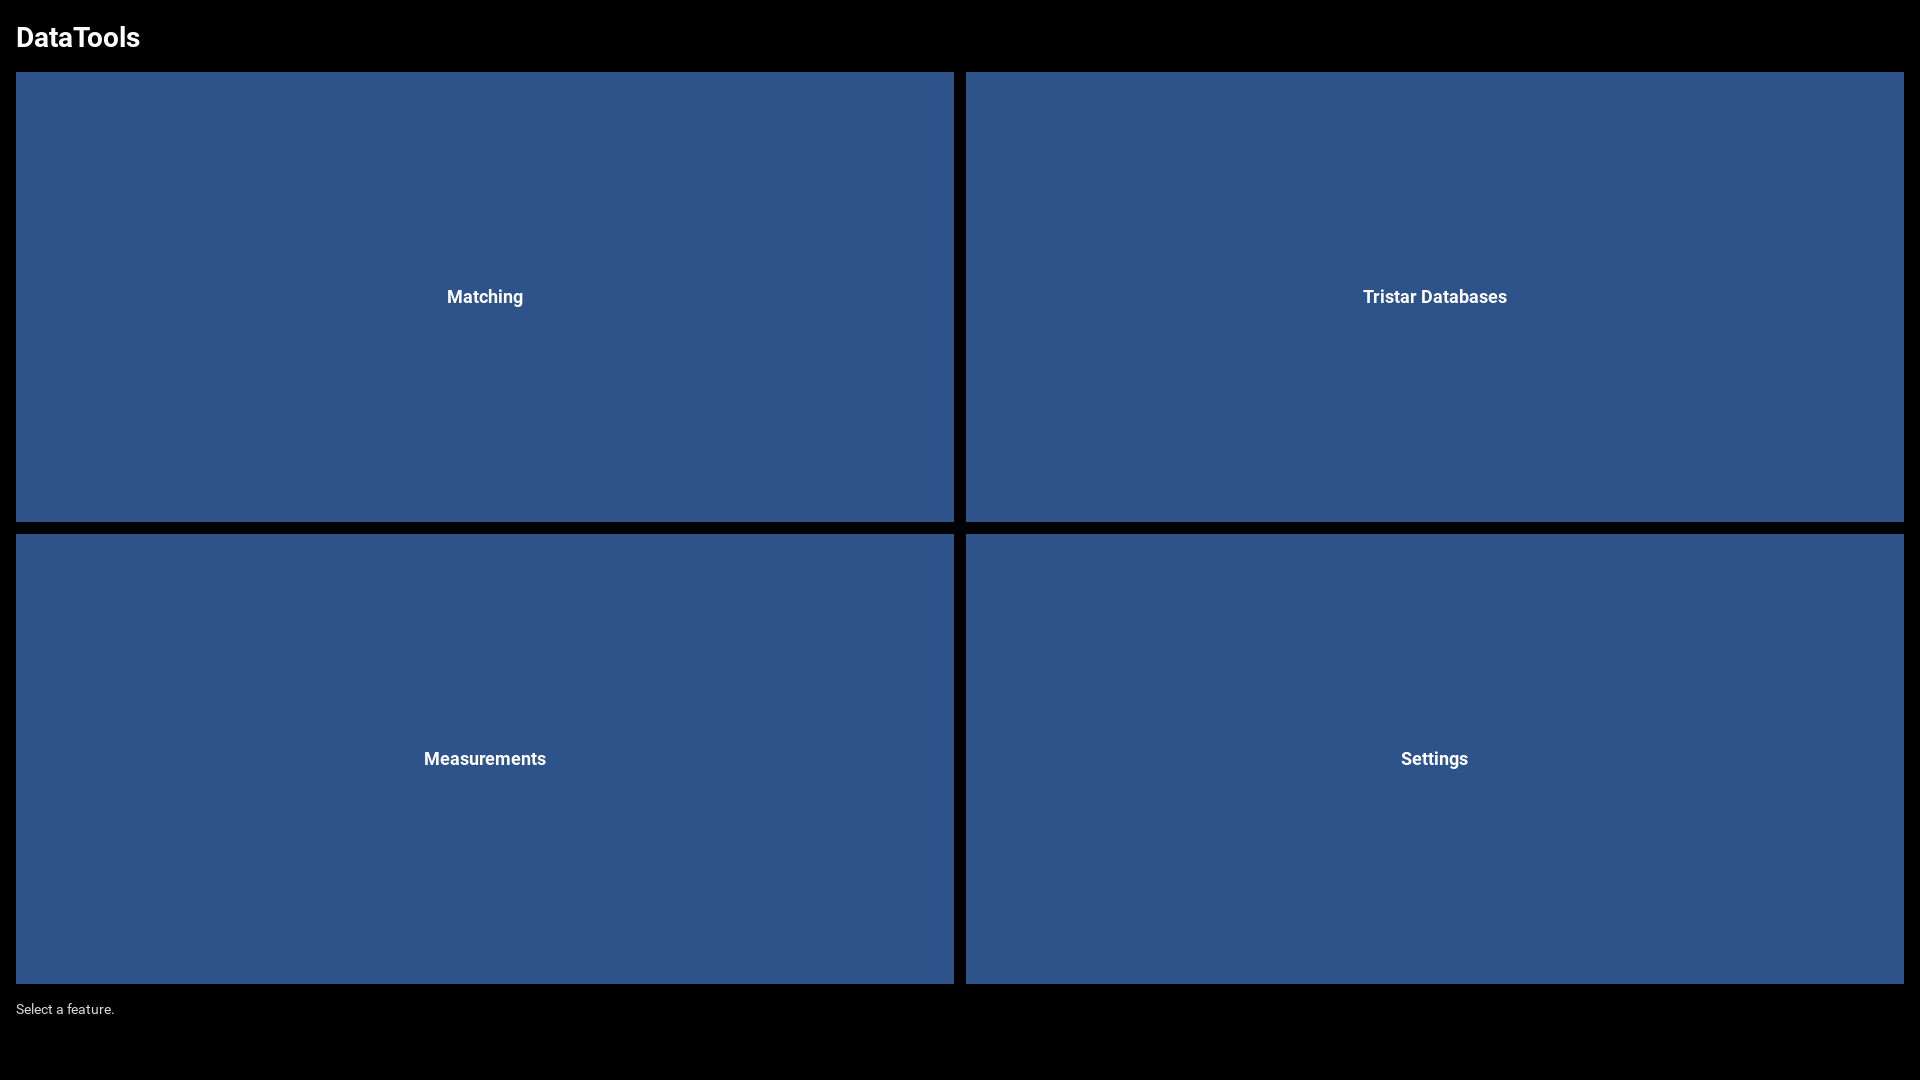 DataTools
Matching
Tristar Databases
Measurements
Settings
Select a feature.